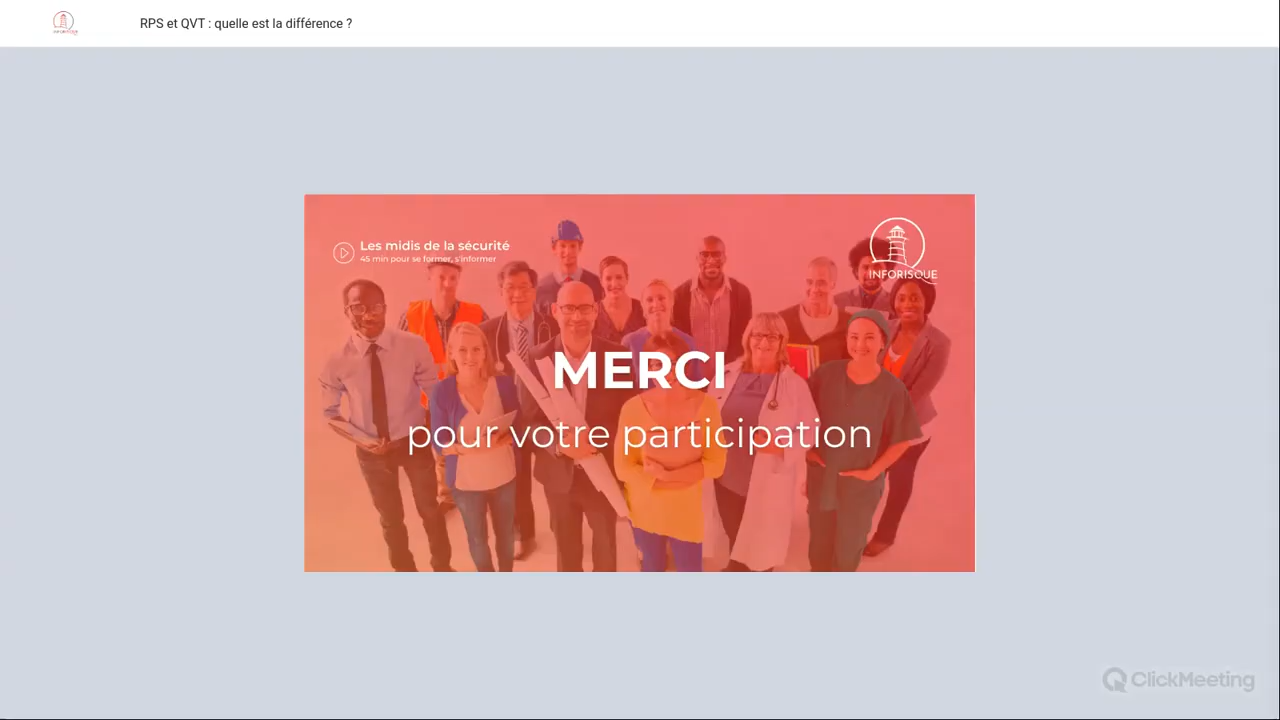 RPS et QVT : quelle est la différence ?
Les midis de la sécurité
45 min pour se former, s'informer
INFORISQUE
MERCI
pour votre participation
ClickMeeting